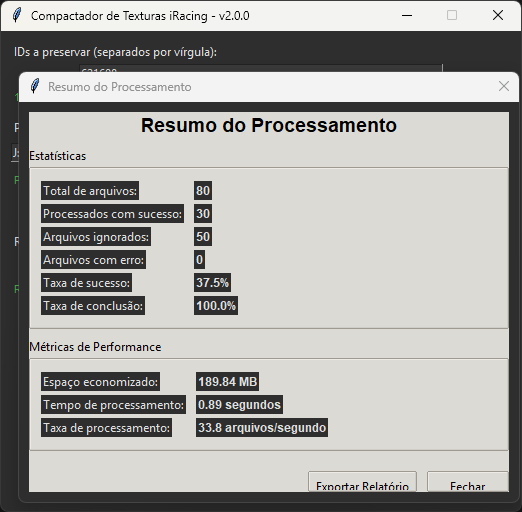 Compactador de Texturas iRacing - v2.0.0
IDs a preservar (separados por vírgula):
Resumo do Processamento
Resumo do Processamento
Estatísticas
Total de arquivos: 80
Processados com sucesso: 30
Arquivos ignorados: 50
Arquivos com erro: 0
Taxa de sucesso: 37.5%
Taxa de conclusão: 100.0%
Métricas de Performance
Espaço economizado: 189.84 MB
Tempo de processamento: 0.89 segundos
Taxa de processamento: 33.8 arquivos/segundo
Exportar Relatório Fechar